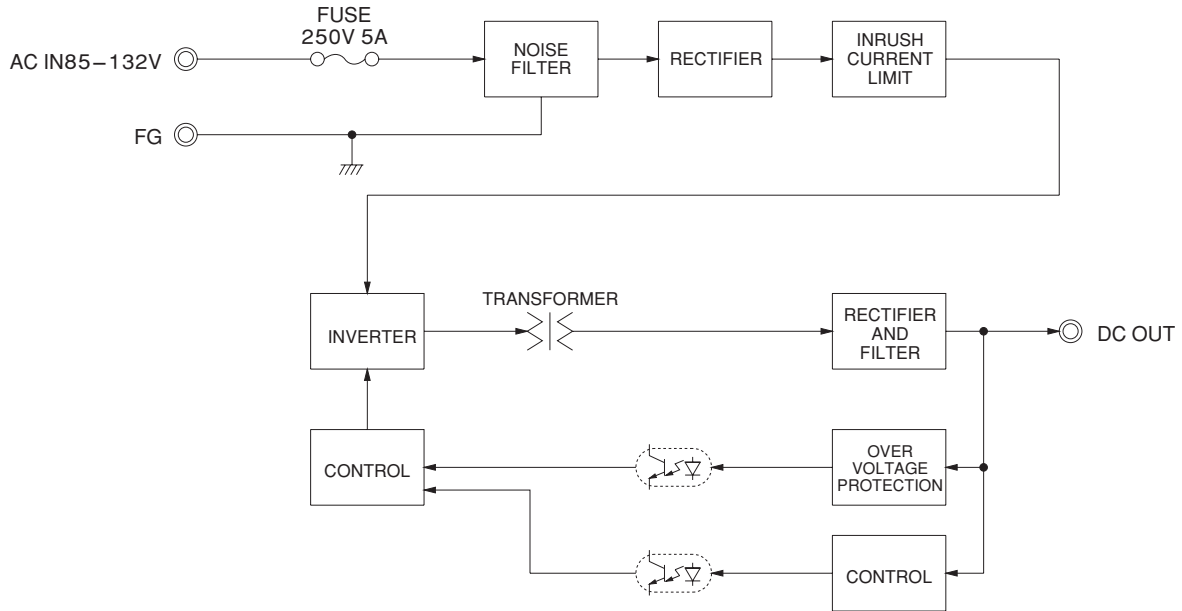 FUSE
250V 5A
AC IN85–132V
NOISE
FILTER
RECTIFIER
INRUSH
CURRENT
LIMIT
FG
TRANSFORMER
INVERTER
RECTIFIER
AND
FILTER
DC OUT
CONTROL
OVER
VOLTAGE
PROTECTION
CONTROL